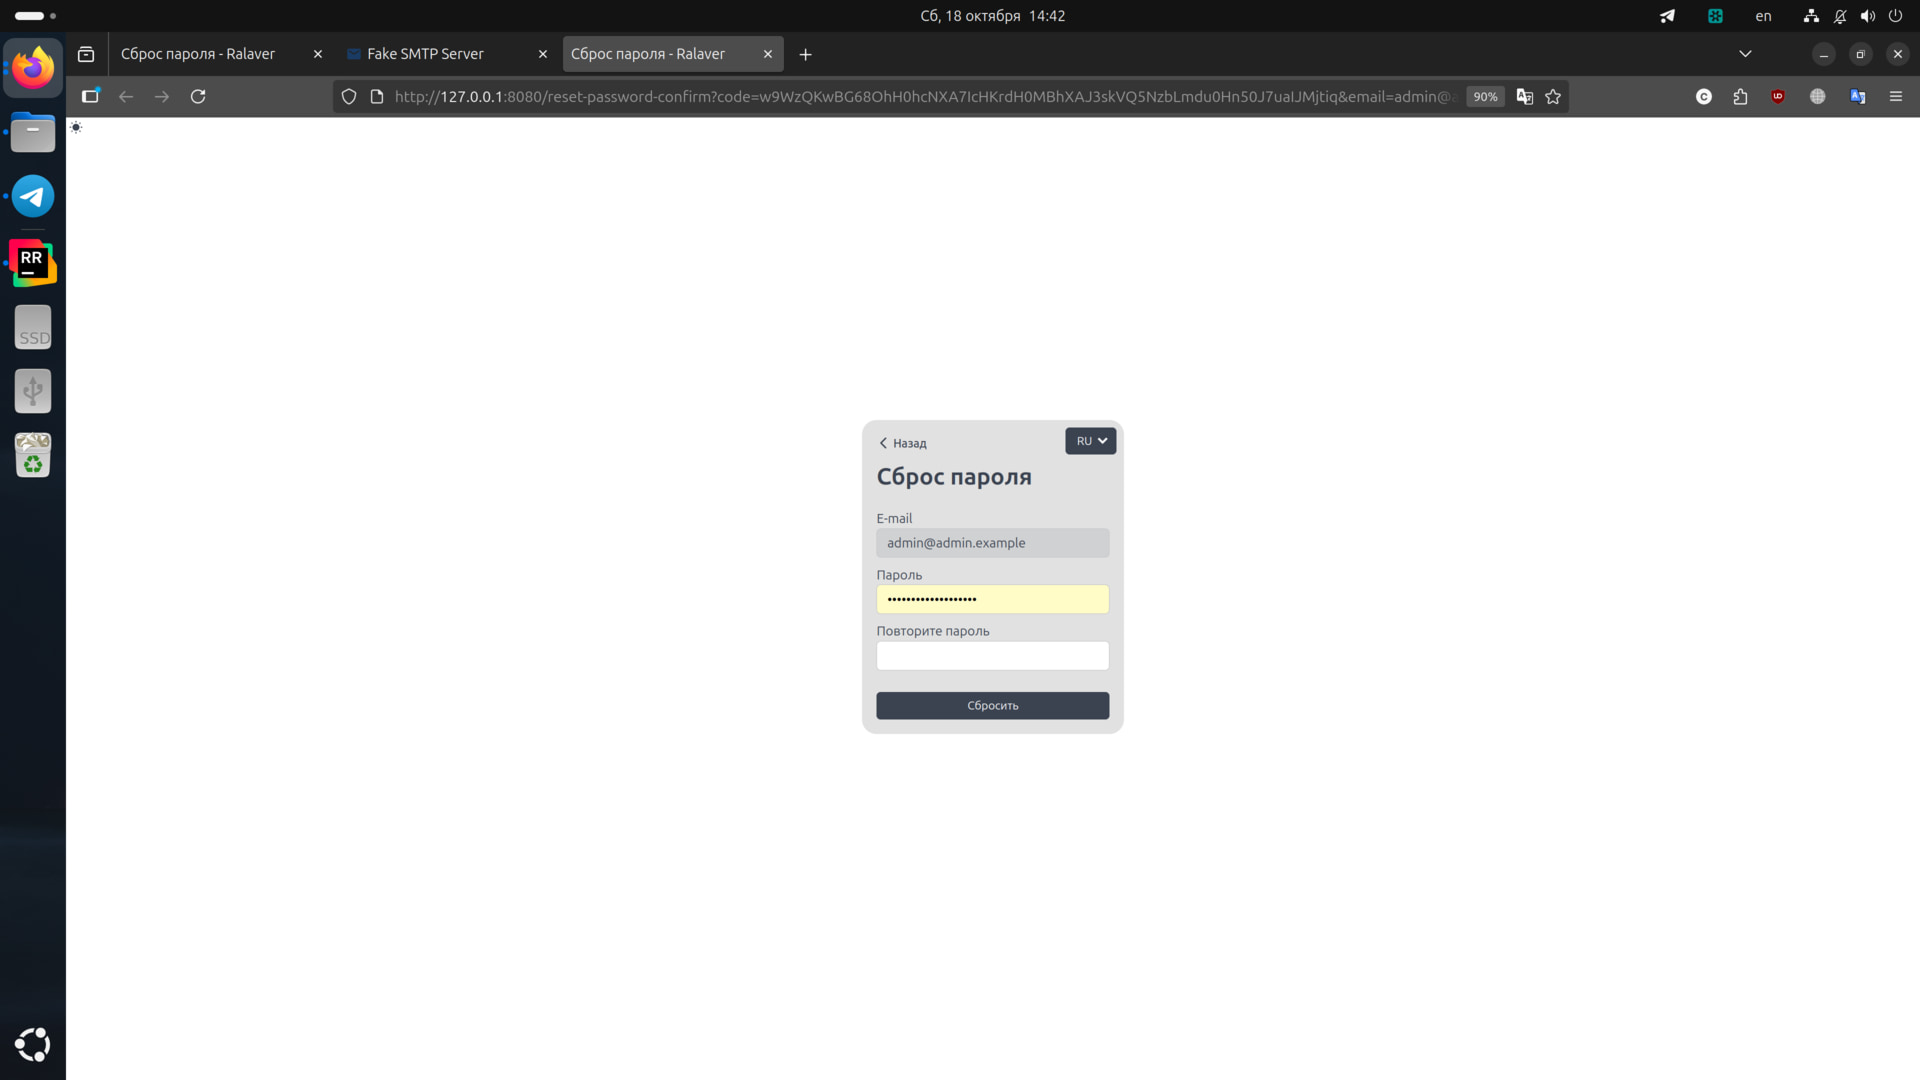 Сб, 18 октября 14:42
en
Сброс пароля - Ralaver
Fake SMTP Server
Сброс пароля - Ralaver
http://127.0.0.1:8080/reset-password-confirm?code=w9WzQKwBG68OhH0hcNXA7IcHKrdH0MBhXAJ3skVQ5NzbLmdu0Hn50J7uaIJMjtiq&email=admin@
90%
RR
SSD
Назад
RU
Сброс пароля
E-mail
admin@admin.example
Пароль
Повторите пароль
Сбросить